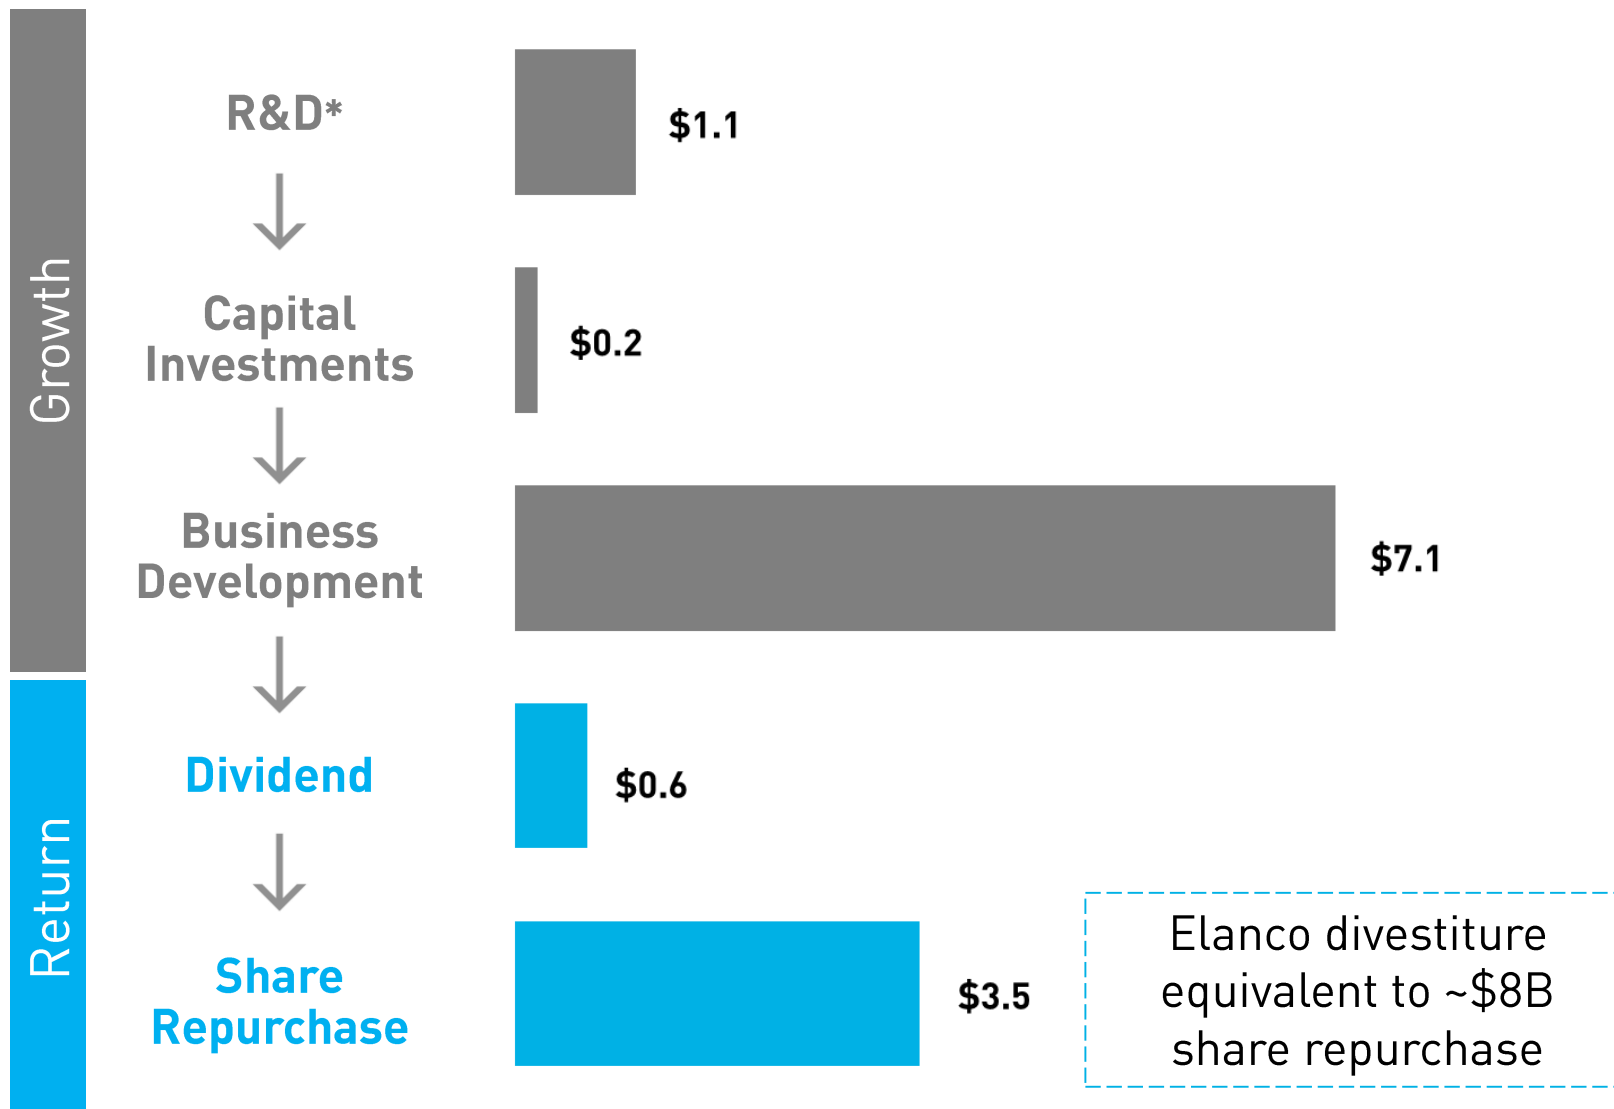 Growth
R&D*
$1.1
Capital
Investments
$0.2
Business
Development
$7.1
Return
Dividend
$0.6
Share
Repurchase
$3.5
Elanco divestiture
equivalent to ~$8B
share repurchase